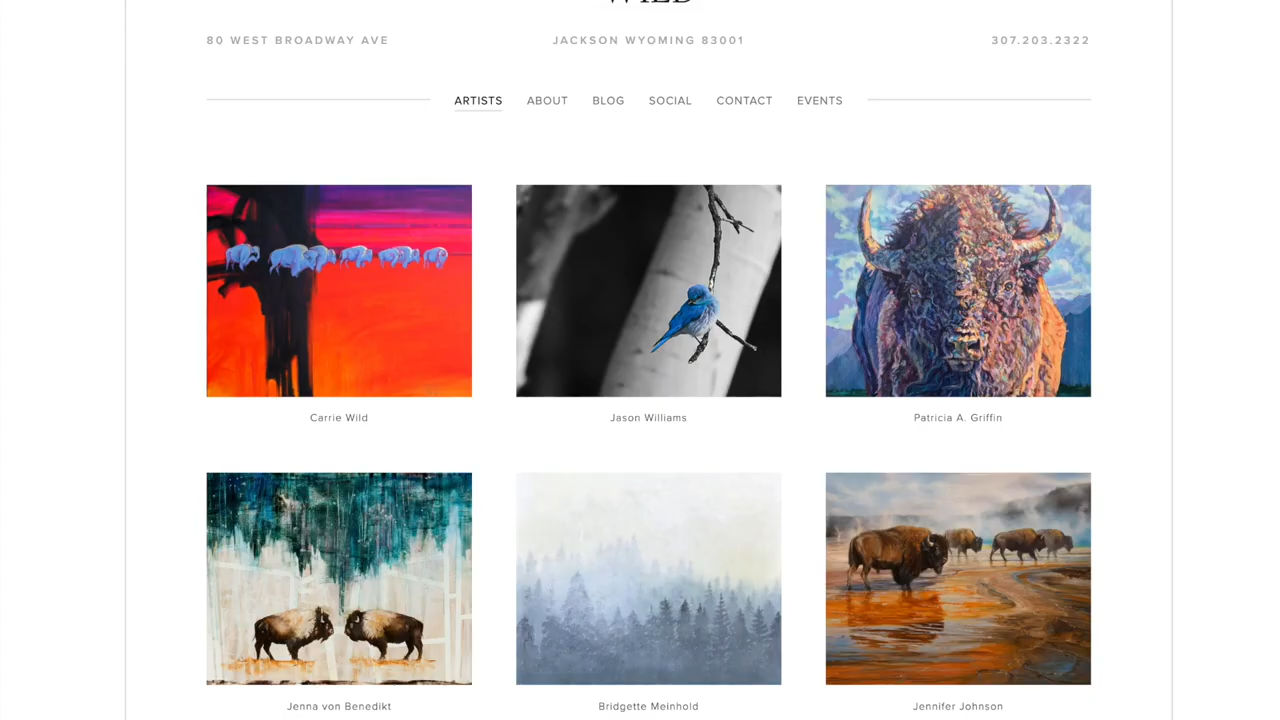 WILD
80 WEST BROADWAY AVE
JACKSON WYOMING 83001
307.203.2322
ARTISTS ABOUT BLOG SOCIAL CONTACT EVENTS
Carrie Wild
Jason Williams
Patricia A. Griffin
Jenna von Benedikt
Bridgette Meinhold
Jennifer Johnson